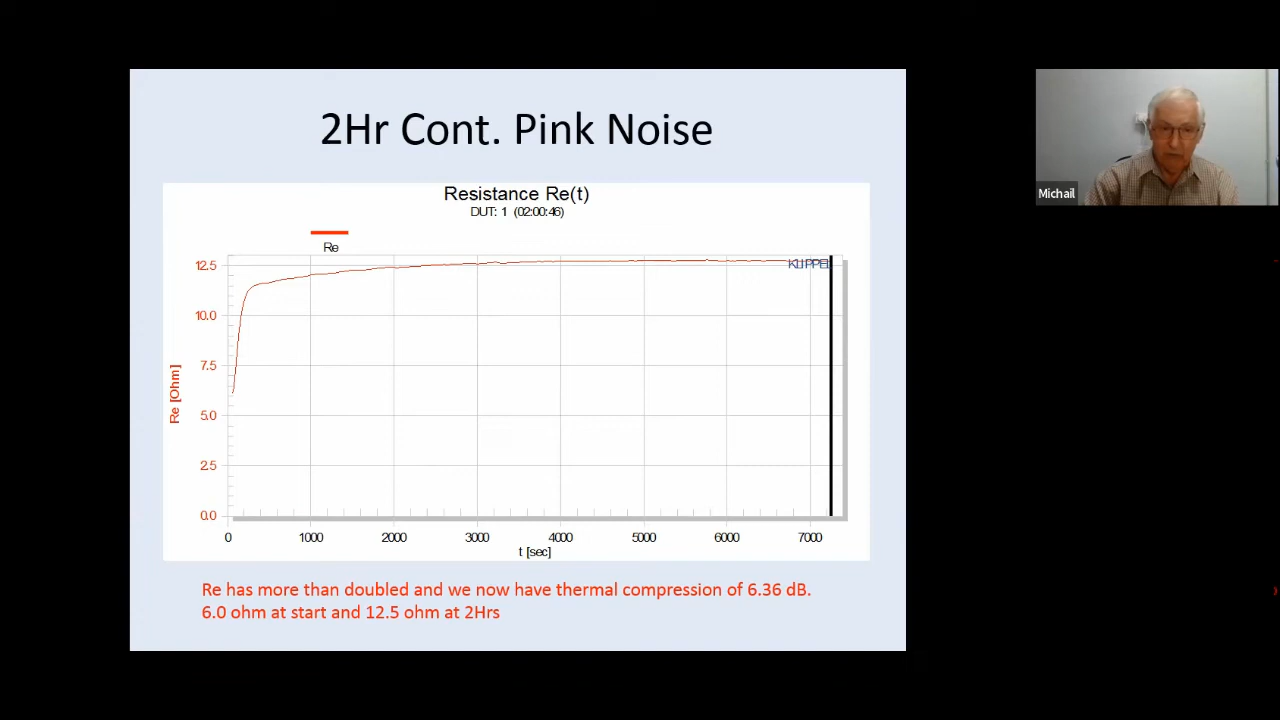 2Hr Cont. Pink Noise
Resistance Re(t)
DUT: 1 (02:00:46)
Re
KLIPPEL
12.5
10.0
7.5
5.0
2.5
0.0
Re [Ohm]
0 1000 2000 3000 4000 5000 6000 7000
t [sec]
Re has more than doubled and we now have thermal compression of 6.36 dB.
6.0 ohm at start and 12.5 ohm at 2Hrs
Michail